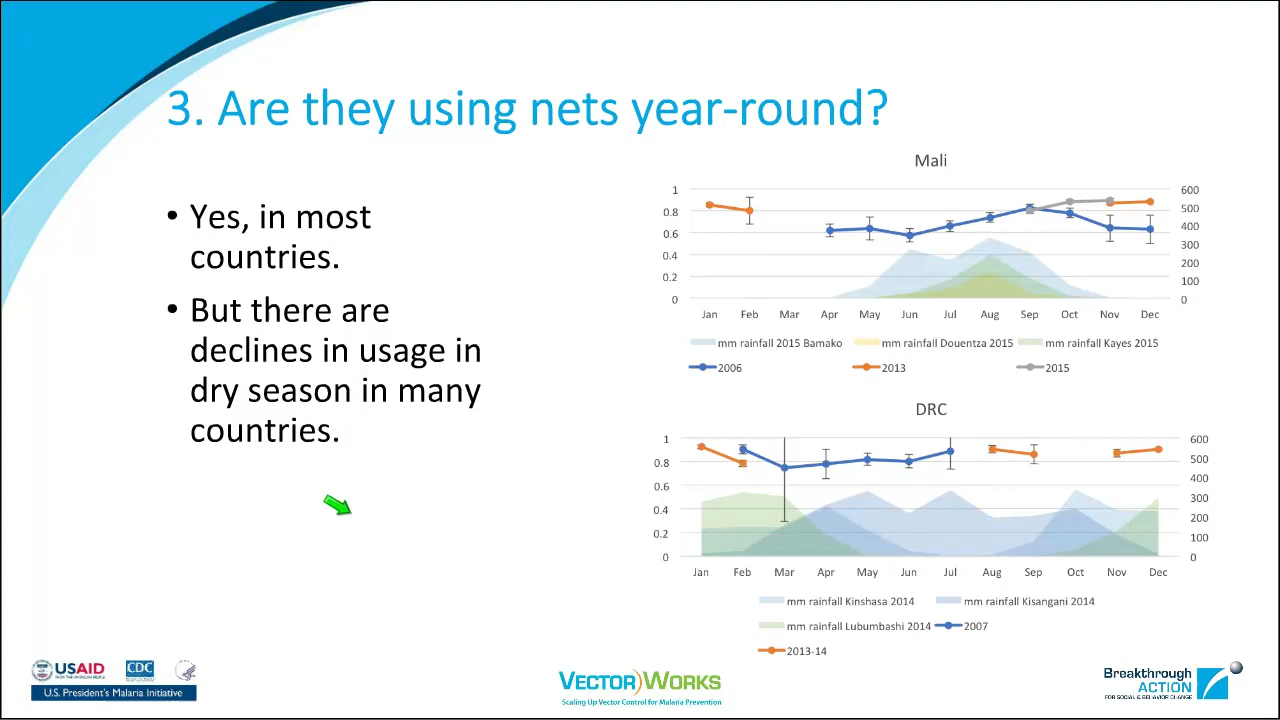 3. Are they using nets year-round?
• Yes, in most
countries.
• But there are
declines in usage in
dry season in many
countries.
Mali
1
0.8
0.6
0.4
0.2
0
600
500
400
300
200
100
0
Jan Feb Mar Apr May Jun Jul Aug Sep Oct Nov Dec
mm rainfall 2015 Bamako mm rainfall Douentza 2015 mm rainfall Kayes 2015
2006 2013 2015
DRC
1
0.8
0.6
0.4
0.2
0
600
500
400
300
200
100
0
Jan Feb Mar Apr May Jun Jul Aug Sep Oct Nov Dec
mm rainfall Kinshasa 2014 mm rainfall Kisangani 2014
mm rainfall Lubumbashi 2014 2007
2013-14
USAID
FROM THE AMERICAN PEOPLE
CDC
U.S. President's Malaria Initiative
VECTORWORKS
Scaling Up Vector Control for Malaria Prevention
Breakthrough
ACTION
FOR SOCIAL & BEHAVIOR CHANGE